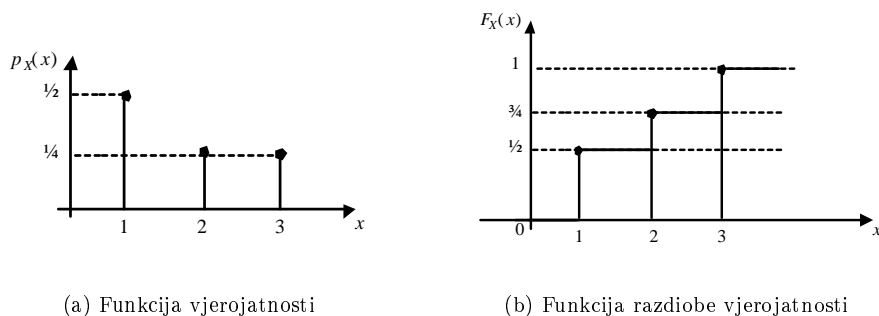 p_X(x)
½
¼
1 2 3
x
(a) Funkcija vjerojatnosti
F_X(x)
1
¾
½
0
1 2 3
x
(b) Funkcija razdiobe vjerojatnosti